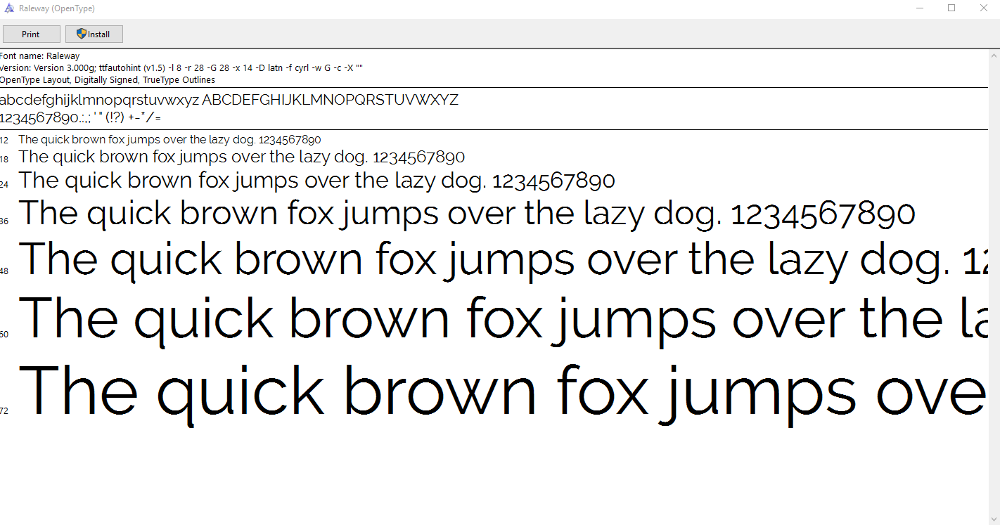 Raleway (OpenType)
Print Install
Font name: Raleway
Version: Version 3.000g; ttfautohint (v1.5) -l 8 -r 28 -G 28 -x 14 -D latn -f cyrl -w G -c -X ""
OpenType Layout, Digitally Signed, TrueType Outlines
abcdefghijklmnopqrstuvwxyz ABCDEFGHIJKLMNOPQRSTUVWXYZ
1234567890.:,; ' " (!?) +-*/=
12 The quick brown fox jumps over the lazy dog. 1234567890
18 The quick brown fox jumps over the lazy dog. 1234567890
24 The quick brown fox jumps over the lazy dog. 1234567890
36 The quick brown fox jumps over the lazy dog. 1234567890
48 The quick brown fox jumps over the lazy dog. 12
60 The quick brown fox jumps over the la
72 The quick brown fox jumps ove